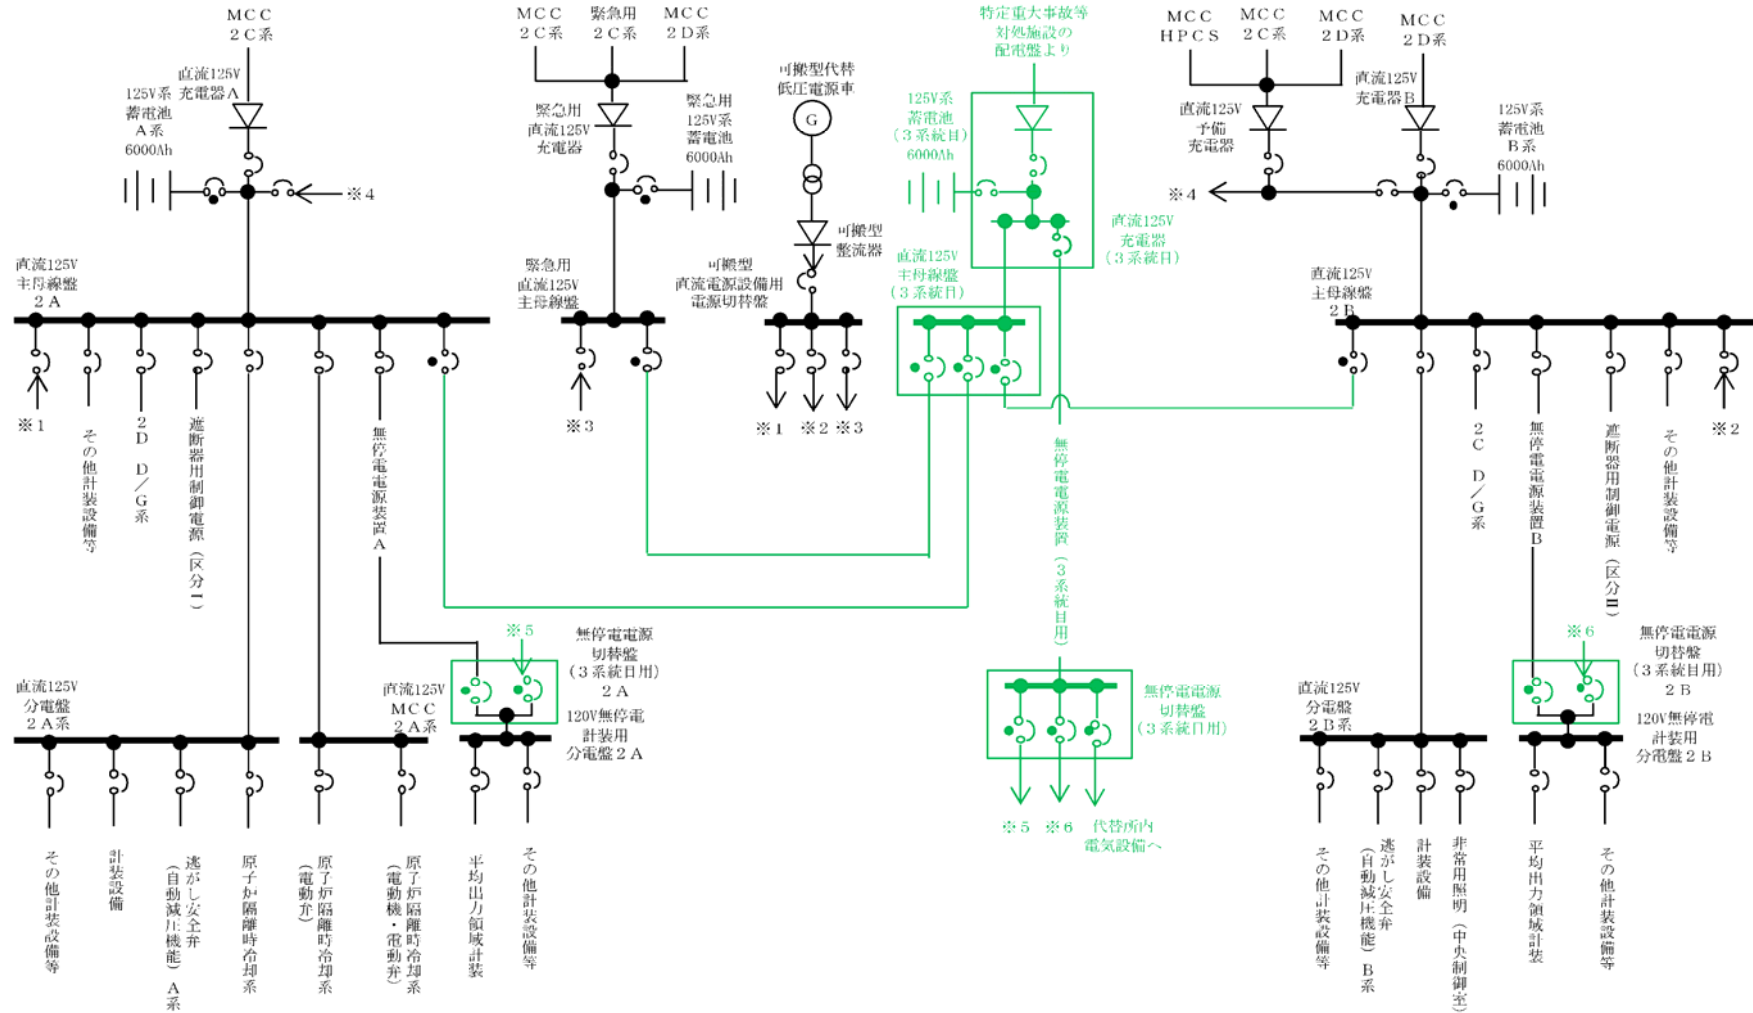 ＭＣＣ
２Ｃ系
直流125V
充電器Ａ
125V系
蓄電池
Ａ系
6000Ah
※４
ＭＣＣ
２Ｃ系
緊急用
２Ｃ系
ＭＣＣ
２Ｄ系
緊急用
直流125V
充電器
緊急用
125V系
蓄電池
6000Ah
可搬型代替
低圧電源車
G
可搬型
整流器
特定重大事故等
対処施設の
配電盤より
125V系
蓄電池
(３系統目)
6000Ah
直流125V
充電器
(３系統目)
ＭＣＣ
ＨＰＣＳ
ＭＣＣ
２Ｃ系
ＭＣＣ
２Ｄ系
ＭＣＣ
２Ｄ系
直流125V
予備
充電器
直流125V
充電器Ｂ
125V系
蓄電池
Ｂ系
6000Ah
※４
直流125V
主母線盤
２Ａ
緊急用
直流125V
主母線盤
可搬型
直流電源設備用
電源切替盤
直流125V
主母線盤
(３系統目)
直流125V
主母線盤
２Ｂ
※１
その他計装設備等
２Ｄ Ｄ／Ｇ系
遮断器用制御電源（区分Ⅰ）
無停電電源装置Ａ
※３
※１
※２
※３
無停電電源装置（３系統目用）
２Ｃ Ｄ／Ｇ系
無停電電源装置Ｂ
遮断器用制御電源（区分Ⅱ）
その他計装設備等
※２
※５
無停電電源
切替盤
(３系統目用)
２Ａ
120V無停電
計装用
分電盤２Ａ
直流125V
分電盤
２Ａ系
直流125V
ＭＣＣ
２Ａ系
無停電電源
切替盤
(３系統目用)
※５
※６
代替所内
電気設備へ
※６
無停電電源
切替盤
(３系統目用)
２Ｂ
120V無停電
計装用
分電盤２Ｂ
直流125V
分電盤
２Ｂ系
その他計装設備等
計装設備
逃がし安全弁
（自動減圧機能）Ａ系
原子炉隔離時冷却系
原子炉隔離時冷却系
（電動弁）
原子炉隔離時冷却系
（電動機・電動弁）
平均出力領域計装
その他計装設備等
その他計装設備等
逃がし安全弁
（自動減圧機能）Ｂ系
計装設備
非常用照明（中央制御室）
平均出力領域計装
その他計装設備等